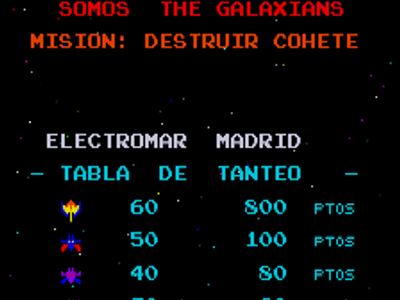 SOMOS THE GALAXIANS
MISION: DESTRUIR COHETE
ELECTROMAR MADRID
- TABLA DE TANTEO -
60 800 PTOS
50 100 PTOS
40 80 PTOS